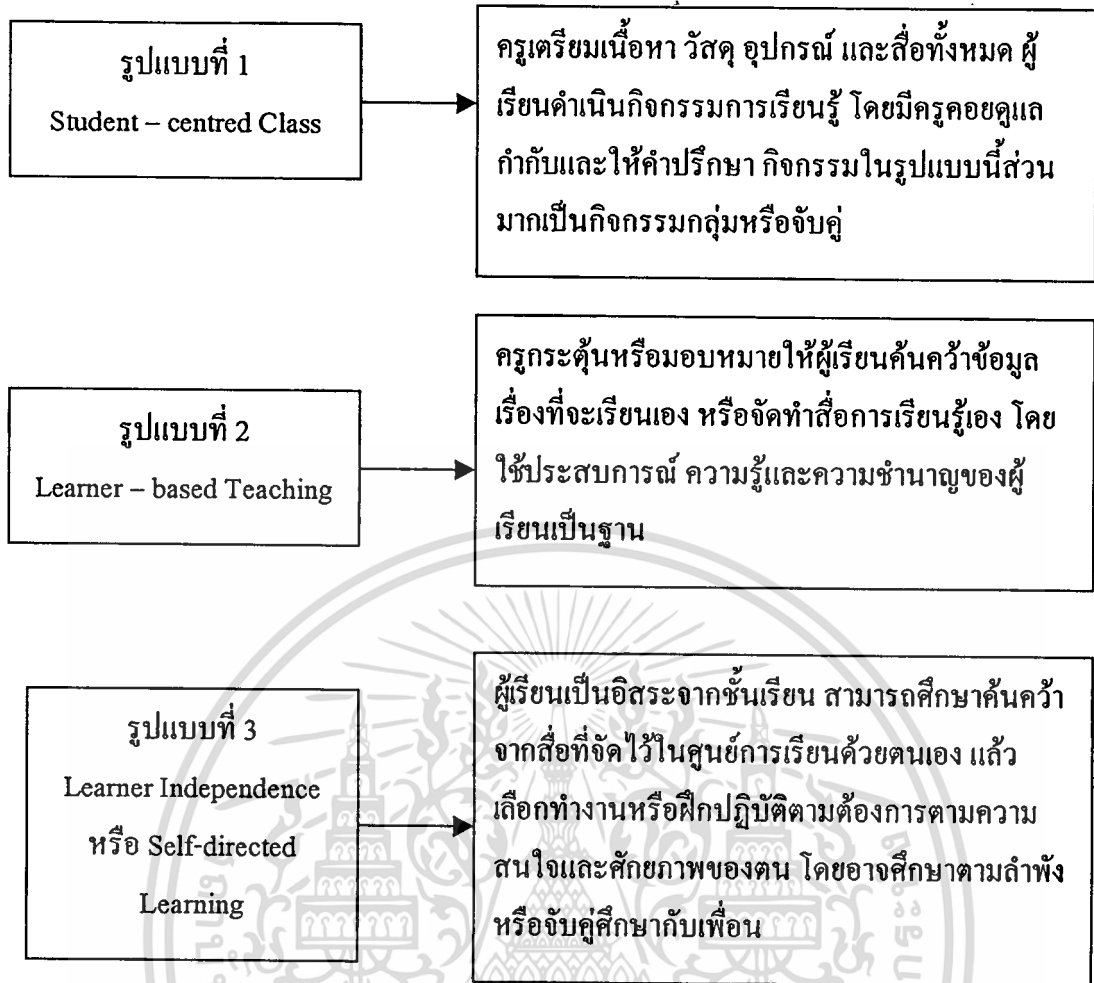 รูปแบบที่ 1
Student – centred Class
ครูเตรียมเนื้อหา วัสดุ อุปกรณ์ และสื่อทั้งหมด ผู้
เรียนดำเนินกิจกรรมการเรียนรู้ โดยมีครูคอยดูแล
กำกับและให้คำปรึกษา กิจกรรมในรูปแบบนี้ส่วน
มากเป็นกิจกรรมกลุ่มหรือจับคู่
รูปแบบที่ 2
Learner – based Teaching
ครูกระตุ้นหรือมอบหมายให้ผู้เรียนค้นคว้าข้อมูล
เรื่องที่จะเรียนเอง หรือจัดทำสื่อการเรียนรู้เอง โดย
ใช้ประสบการณ์ ความรู้และความชำนาญของผู้
เรียนเป็นฐาน
รูปแบบที่ 3
Learner Independence
หรือ Self-directed
Learning
ผู้เรียนเป็นอิสระจากชั้นเรียน สามารถศึกษาค้นคว้า
จากสื่อที่จัดไว้ในศูนย์การเรียนด้วยตนเอง แล้ว
เลือกทำงานหรือฝึกปฏิบัติตามต้องการตามความ
สนใจและศักยภาพของตน โดยอาจศึกษาตามลำพัง
หรือจับคู่ศึกษากับเพื่อน